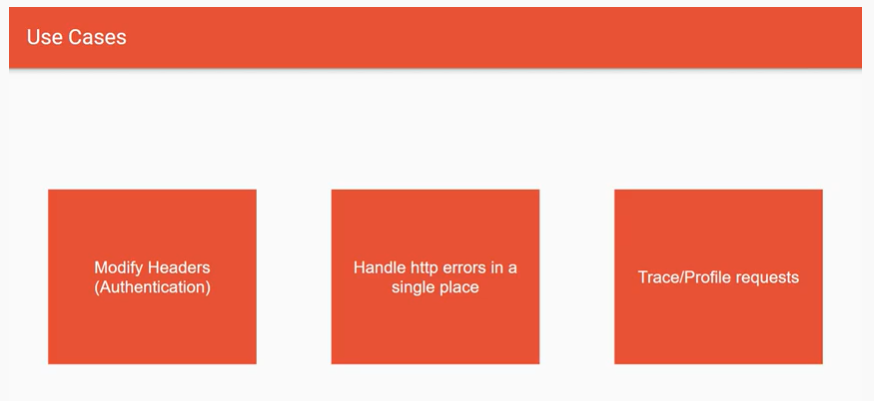 Use Cases
Modify Headers
(Authentication)
Handle http errors in a
single place
Trace/Profile requests